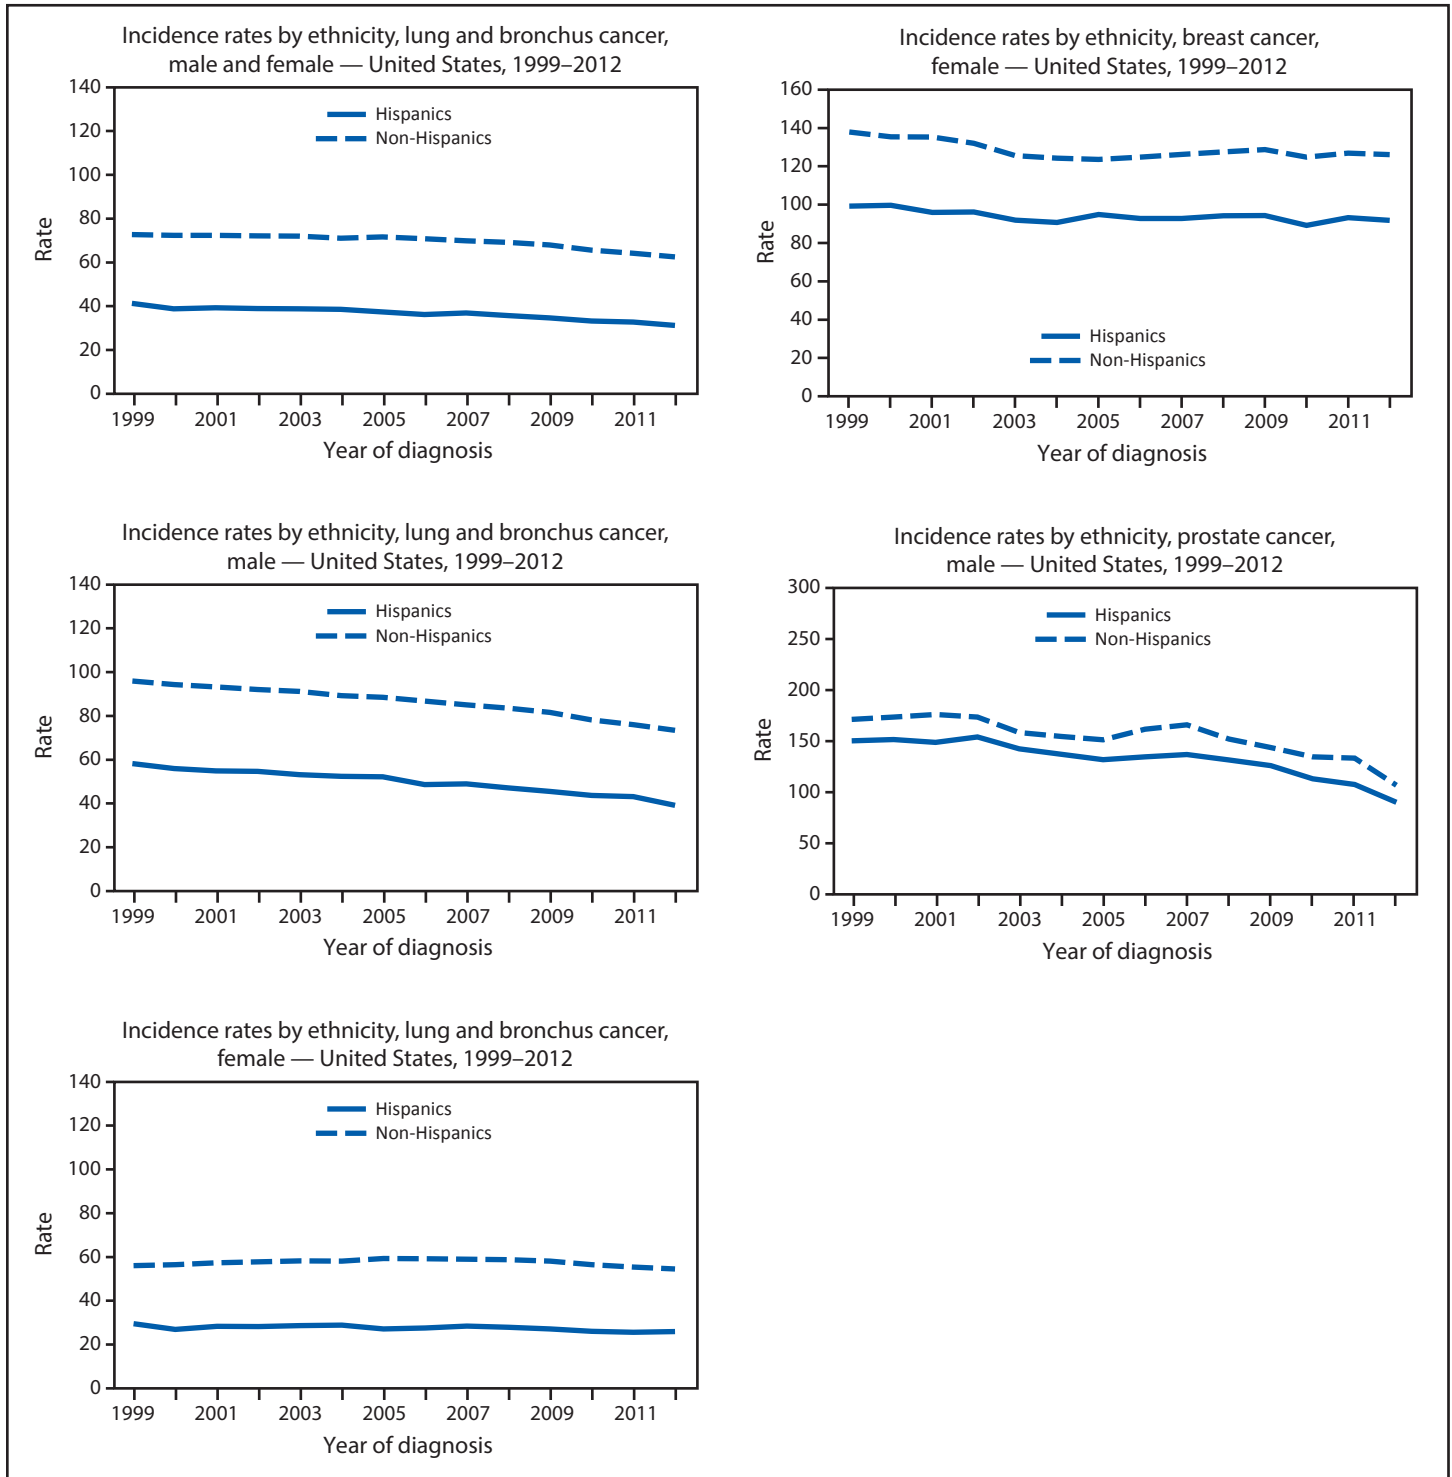 Incidence rates by ethnicity, lung and bronchus cancer,
male and female — United States, 1999–2012
140
120
100
80
60
40
20
0
Rate
Hispanics
Non-Hispanics
1999 2001 2003 2005 2007 2009 2011
Year of diagnosis
Incidence rates by ethnicity, breast cancer,
female — United States, 1999–2012
160
140
120
100
80
60
40
20
0
Rate
Hispanics
Non-Hispanics
1999 2001 2003 2005 2007 2009 2011
Year of diagnosis
Incidence rates by ethnicity, lung and bronchus cancer,
male — United States, 1999–2012
140
120
100
80
60
40
20
0
Rate
Hispanics
Non-Hispanics
1999 2001 2003 2005 2007 2009 2011
Year of diagnosis
Incidence rates by ethnicity, prostate cancer,
male — United States, 1999–2012
300
250
200
150
100
50
0
Rate
Hispanics
Non-Hispanics
1999 2001 2003 2005 2007 2009 2011
Year of diagnosis
Incidence rates by ethnicity, lung and bronchus cancer,
female — United States, 1999–2012
140
120
100
80
60
40
20
0
Rate
Hispanics
Non-Hispanics
1999 2001 2003 2005 2007 2009 2011
Year of diagnosis